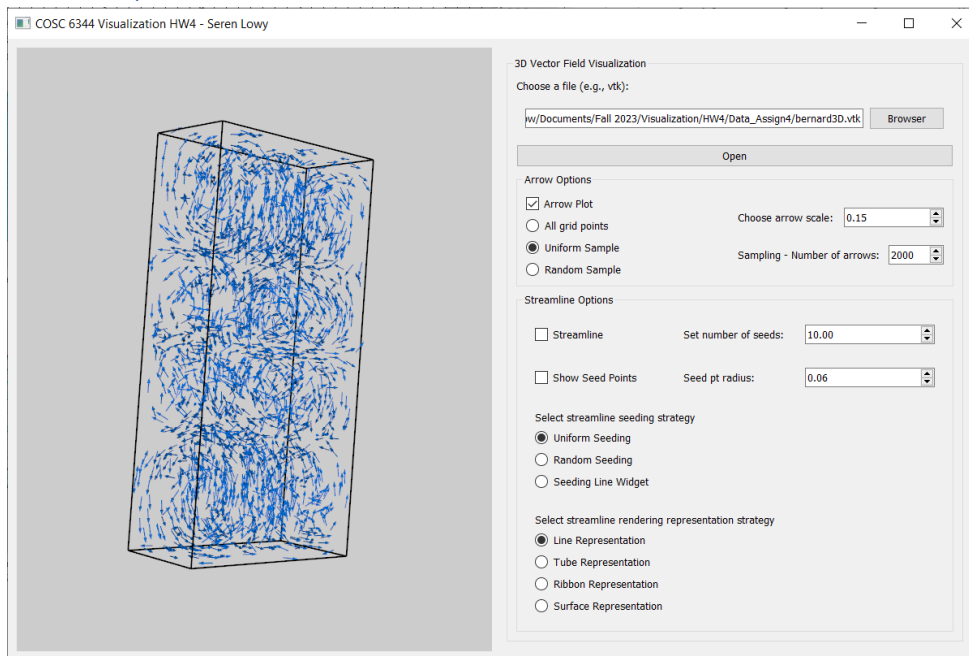 COSC 6344 Visualization HW4 - Seren Lowy
3D Vector Field Visualization
Choose a file (e.g., vtk):
ow/Documents/Fall 2023/Visualization/HW4/Data_Assign4/bernard3D.vtk Browser
Open
Arrow Options
Arrow Plot
All grid points
Choose arrow scale: 0.15
Uniform Sample
Sampling - Number of arrows: 2000
Random Sample
Streamline Options
Streamline Set number of seeds: 10.00
Show Seed Points Seed pt radius: 0.06
Select streamline seeding strategy
Uniform Seeding
Random Seeding
Seeding Line Widget
Select streamline rendering representation strategy
Line Representation
Tube Representation
Ribbon Representation
Surface Representation